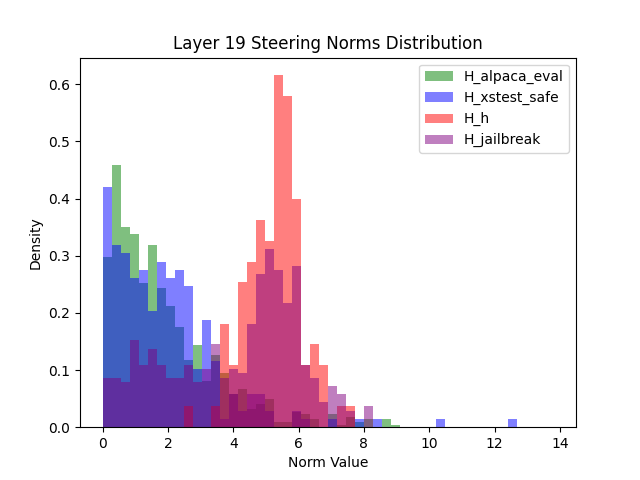 Layer 19 Steering Norms Distribution
H_alpaca_eval
H_xstest_safe
H_h
H_jailbreak
Density
0.6
0.5
0.4
0.3
0.2
0.1
0.0
0 2 4 6 8 10 12 14
Norm Value